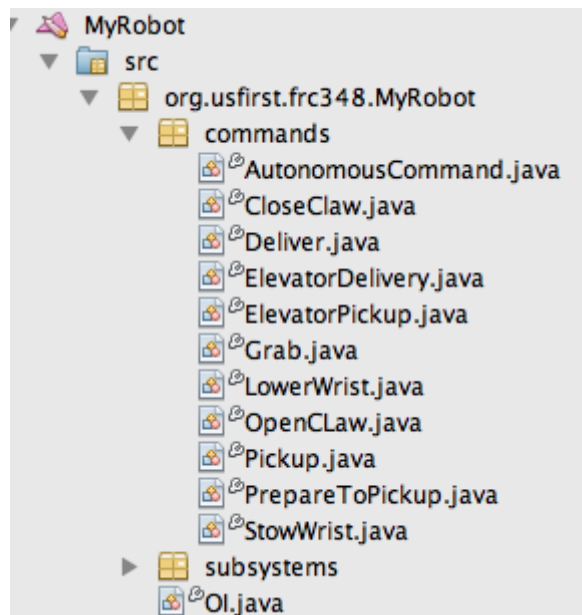 MyRobot
src
org.usfirst.frc348.MyRobot
commands
AutonomousCommand.java
CloseClaw.java
Deliver.java
ElevatorDelivery.java
ElevatorPickup.java
Grab.java
LowerWrist.java
OpenCLaw.java
Pickup.java
PrepareToPickup.java
StowWrist.java
subsystems
OI.java